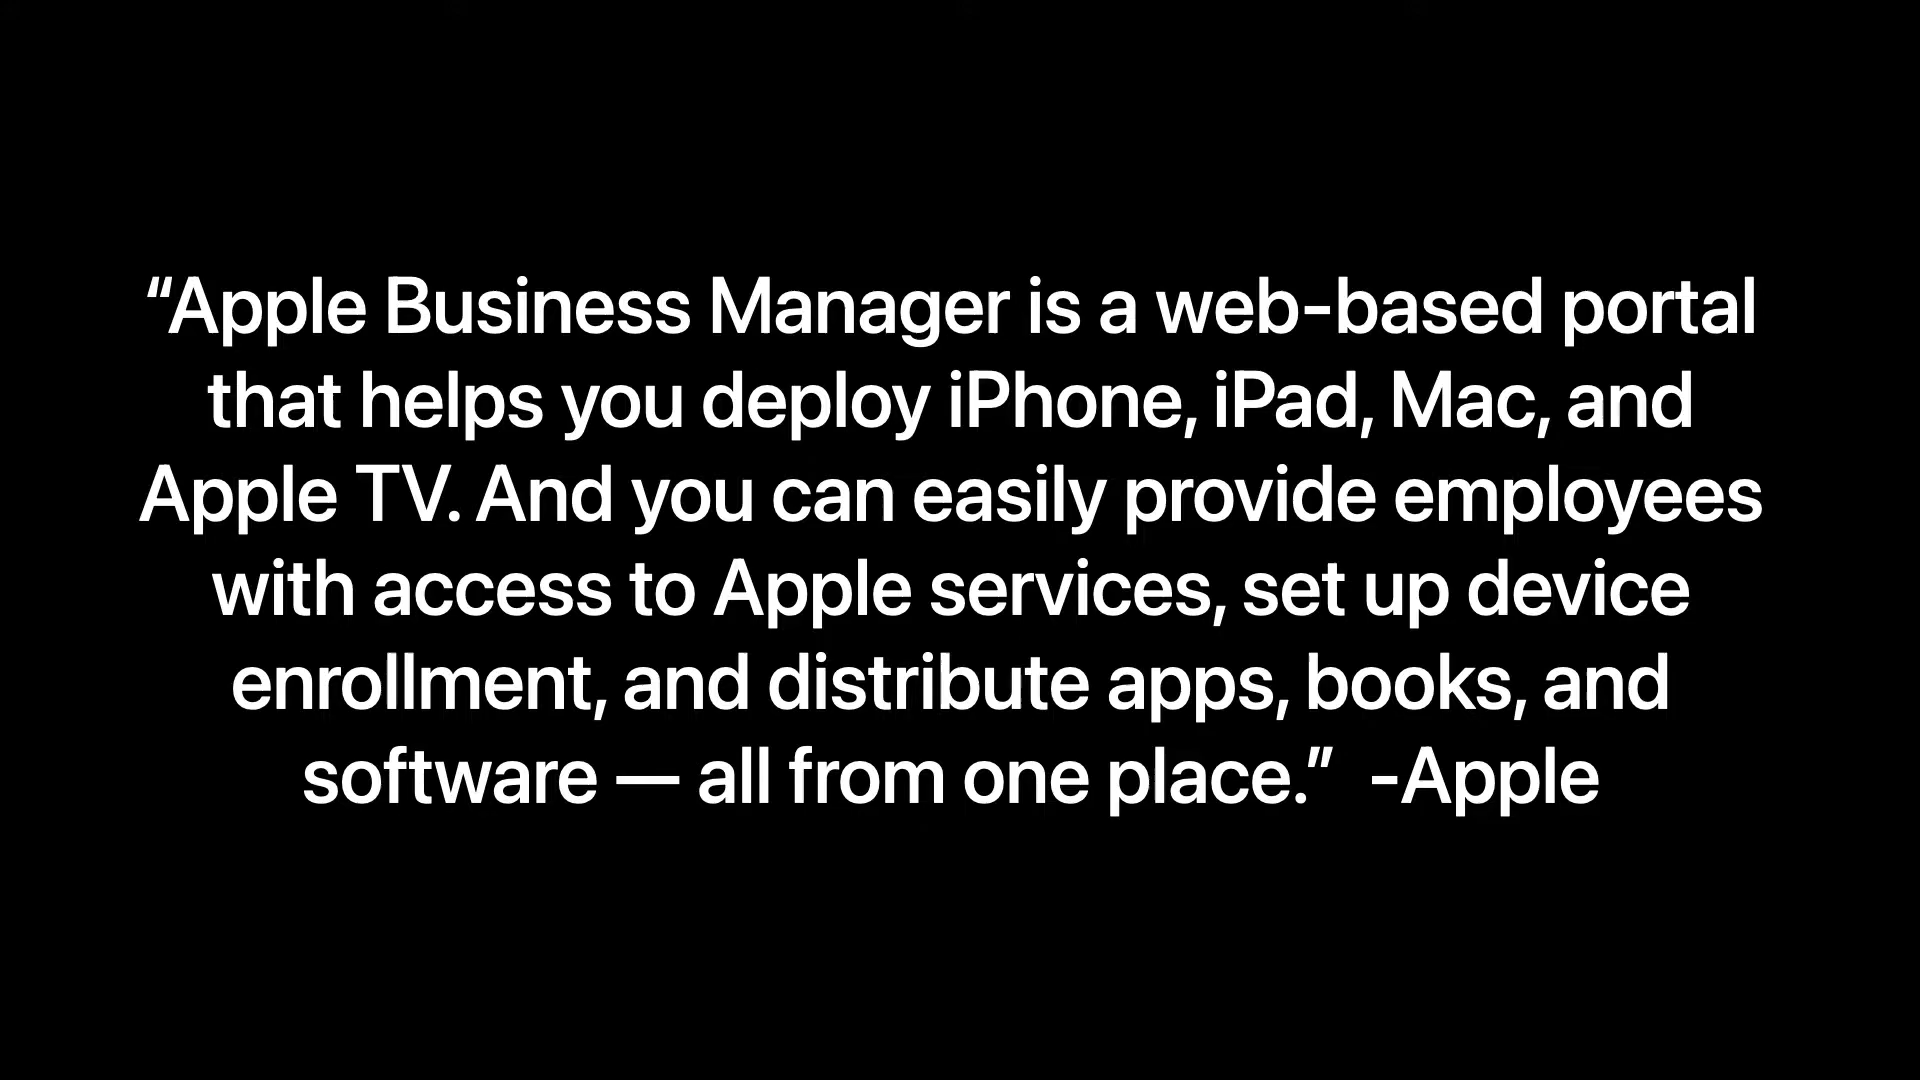 “Apple Business Manager is a web-based portal
that helps you deploy iPhone, iPad, Mac, and
Apple TV. And you can easily provide employees
with access to Apple services, set up device
enrollment, and distribute apps, books, and
software — all from one place.”  -Apple